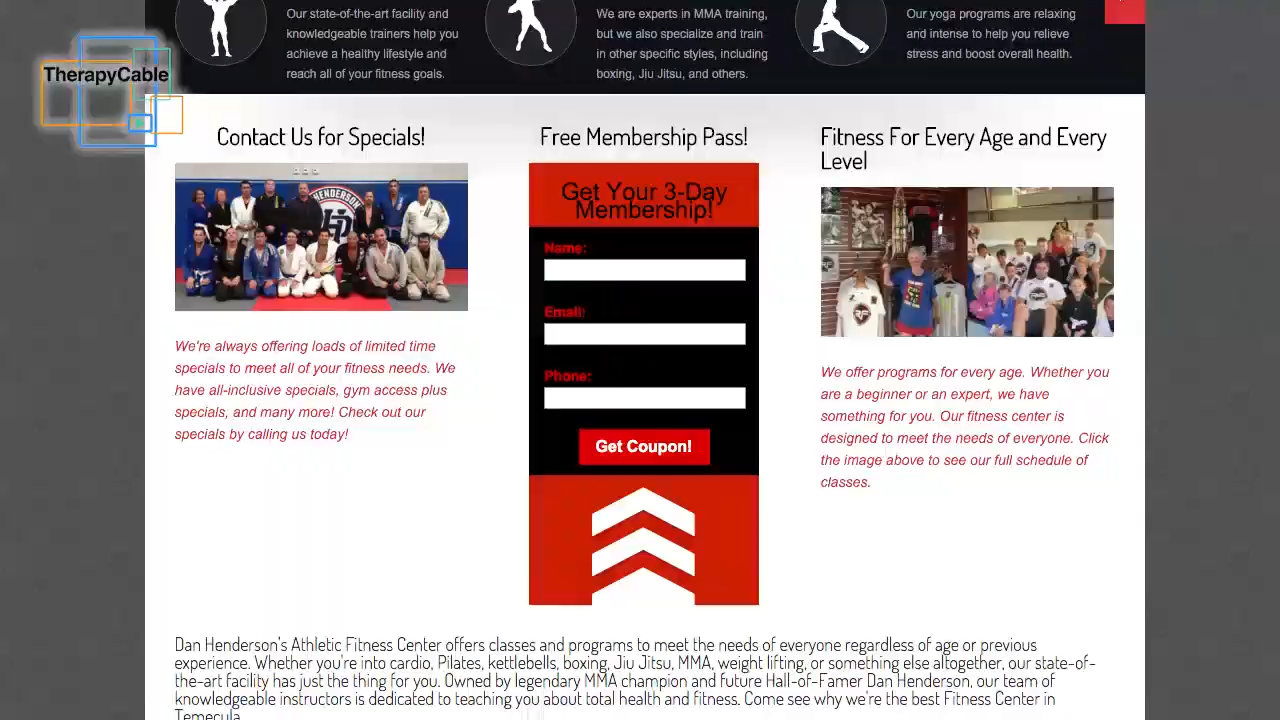 Our state-of-the-art facility and
knowledgeable trainers help you
achieve a healthy lifestyle and
reach all of your fitness goals.
We are experts in MMA training,
but we also specialize and train
in other specific styles, including
boxing, Jiu Jitsu, and others.
Our yoga programs are relaxing
and intense to help you relieve
stress and boost overall health.
TherapyCable
Contact Us for Specials!
HENDERSON
We're always offering loads of limited time
specials to meet all of your fitness needs. We
have all-inclusive specials, gym access plus
specials, and many more! Check out our
specials by calling us today!
Free Membership Pass!
Get Your 3-Day
Membership!
Name:
Email:
Phone:
Get Coupon!
Fitness For Every Age and Every
Level
We offer programs for every age. Whether you
are a beginner or an expert, we have
something for you. Our fitness center is
designed to meet the needs of everyone. Click
the image above to see our full schedule of
classes.
Dan Henderson's Athletic Fitness Center offers classes and programs to meet the needs of everyone regardless of age or previous
experience. Whether you're into cardio, Pilates, kettlebells, boxing, Jiu Jitsu, MMA, weight lifting, or something else altogether, our state-of-
the-art facility has just the thing for you. Owned by legendary MMA champion and future Hall-of-Famer Dan Henderson, our team of
knowledgeable instructors is dedicated to teaching you about total health and fitness. Come see why we're the best Fitness Center in
Temecula